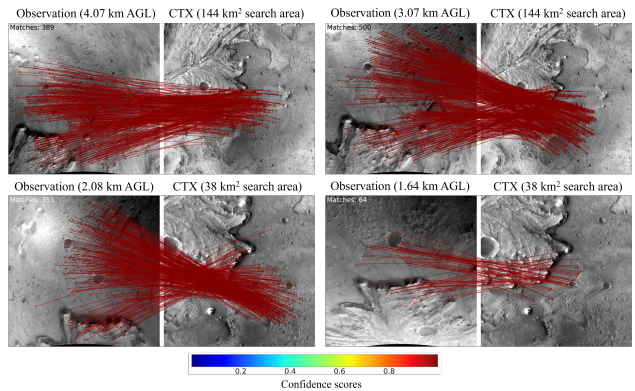 Observation (4.07 km AGL) CTX (144 km² search area)
Matches: 389
Observation (3.07 km AGL) CTX (144 km² search area)
Matches: 500
Observation (2.08 km AGL) CTX (38 km² search area)
Matches: 353
Observation (1.64 km AGL) CTX (38 km² search area)
Matches: 64
0.2 0.4 0.6 0.8
Confidence scores